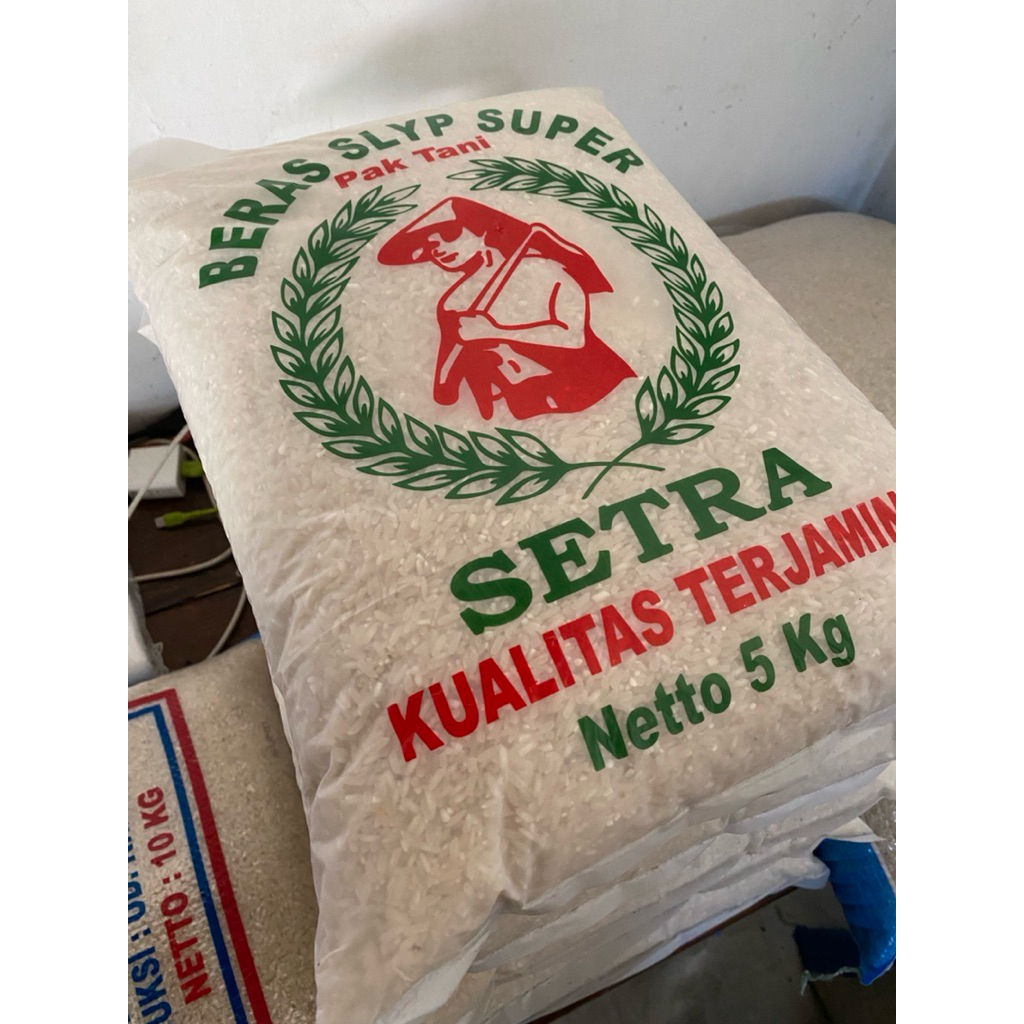 BERAS SLYP SUPER
Pak Tani
SETRA
KUALITAS TERJAMIN
Netto 5 Kg
NETTO : 10 KG